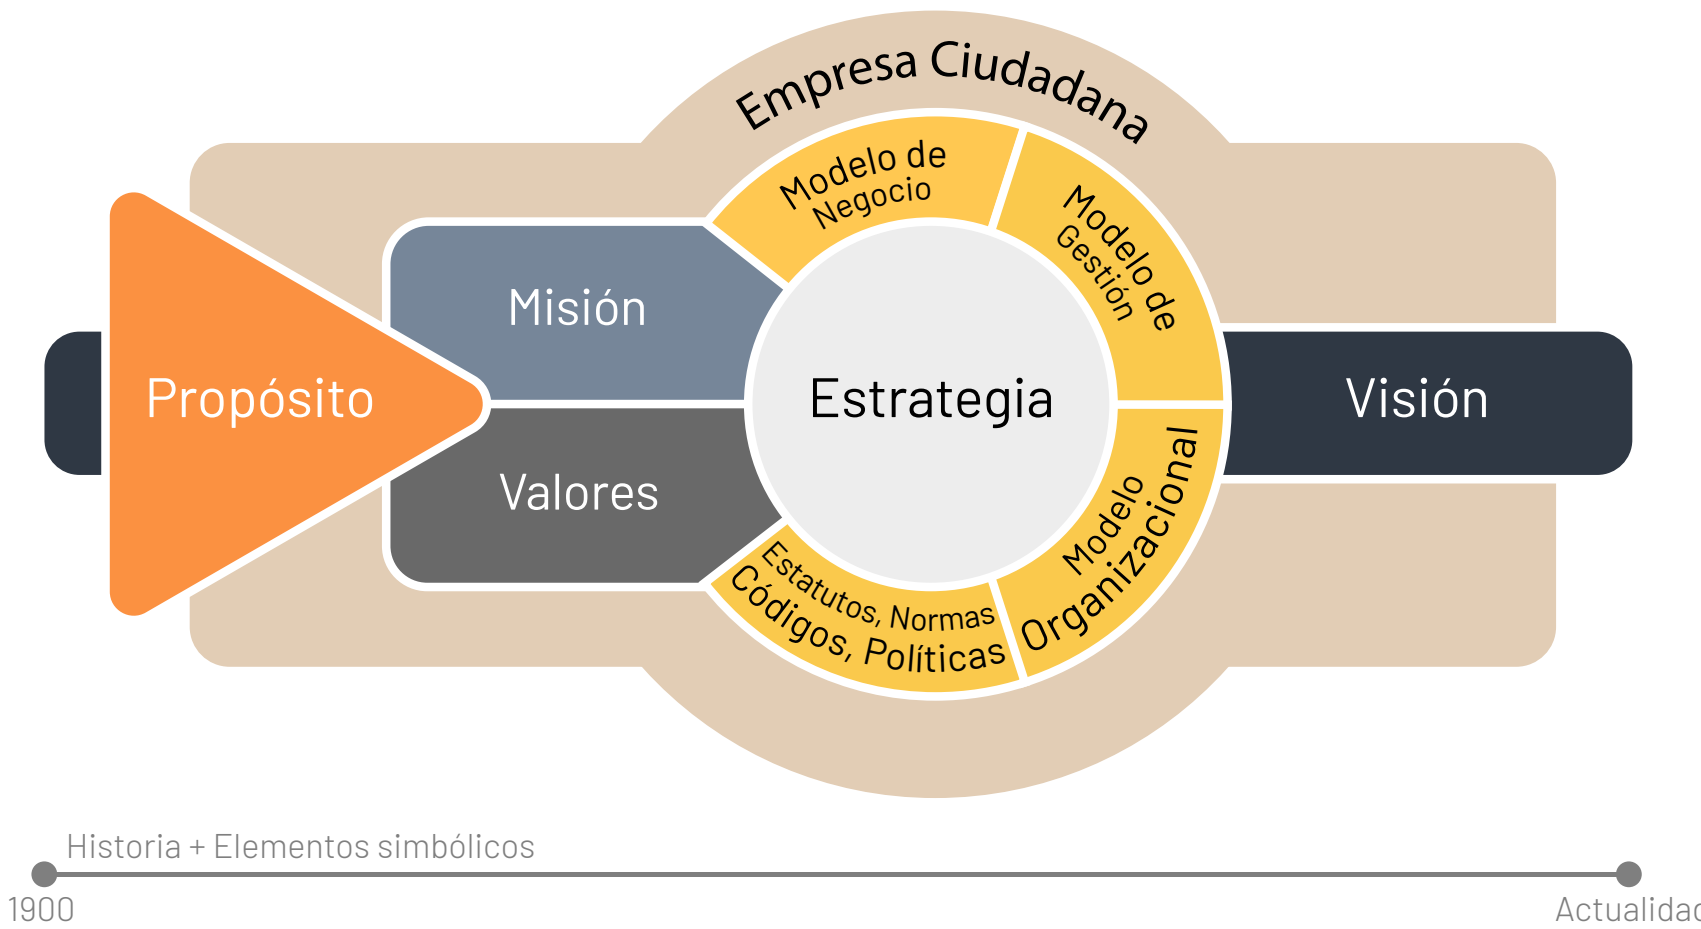 Empresa Ciudadana
Modelo de
Negocio
Modelo de
Gestión
Misión
Propósito
Estrategia
Visión
Valores
Modelo
Organizacional
Estatutos, Normas
Códigos, Políticas
Historia + Elementos simbólicos
1900
Actualidad